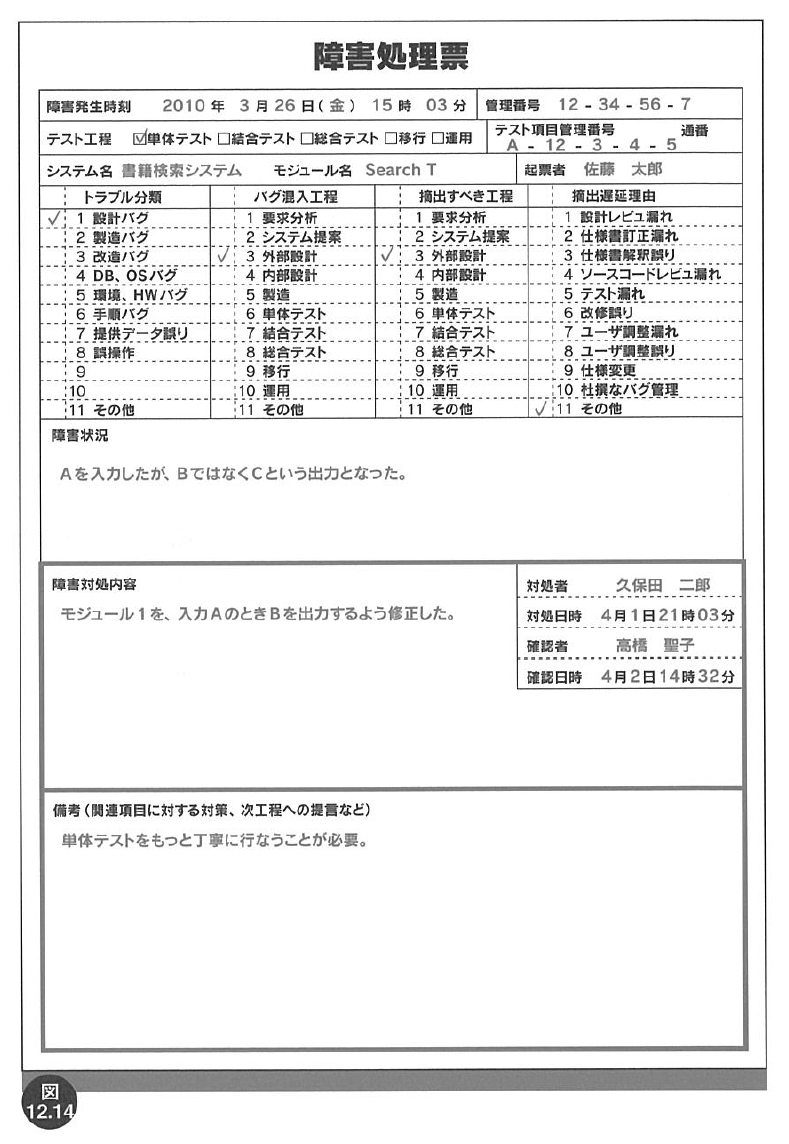 障害処理票
障害発生時刻 2010 年 3 月 26 日(金) 15 時 03 分 管理番号 12 - 34 - 56 - 7
テスト工程 ☑単体テスト □結合テスト □総合テスト □移行 □運用 テスト項目管理番号 通番
A - 12 - 3 - 4 - 5
システム名 書籍検索システム モジュール名 Search T 起票者 佐藤 太郎
トラブル分類 バグ混入工程 摘出すべき工程 摘出遅延理由
✓ 1 設計バグ 1 要求分析 1 要求分析 1 設計レビュ漏れ
2 製造バグ 2 システム提案 2 システム提案 2 仕様書訂正漏れ
3 改造バグ ✓ 3 外部設計 ✓ 3 外部設計 3 仕様書解釈誤り
4 DB、OSバグ 4 内部設計 4 内部設計 4 ソースコードレビュ漏れ
5 環境、HWバグ 5 製造 5 製造 5 テスト漏れ
6 手順バグ 6 単体テスト 6 単体テスト 6 改修誤り
7 提供データ誤り 7 結合テスト 7 結合テスト 7 ユーザ調整漏れ
8 誤操作 8 総合テスト 8 総合テスト 8 ユーザ調整誤り
9 9 移行 9 移行 9 仕様変更
10 10 運用 10 運用 10 杜撰なバグ管理
11 その他 11 その他 11 その他 ✓ 11 その他
障害状況
Aを入力したが、BではなくCという出力となった。
障害対処内容
モジュール1を、入力AのときBを出力するよう修正した。
対処者 久保田 二郎
対処日時 4月1日21時03分
確認者 高橋 聖子
確認日時 4月2日14時32分
備考(関連項目に対する対策、次工程への提言など)
単体テストをもっと丁寧に行なうことが必要。
図
12.14